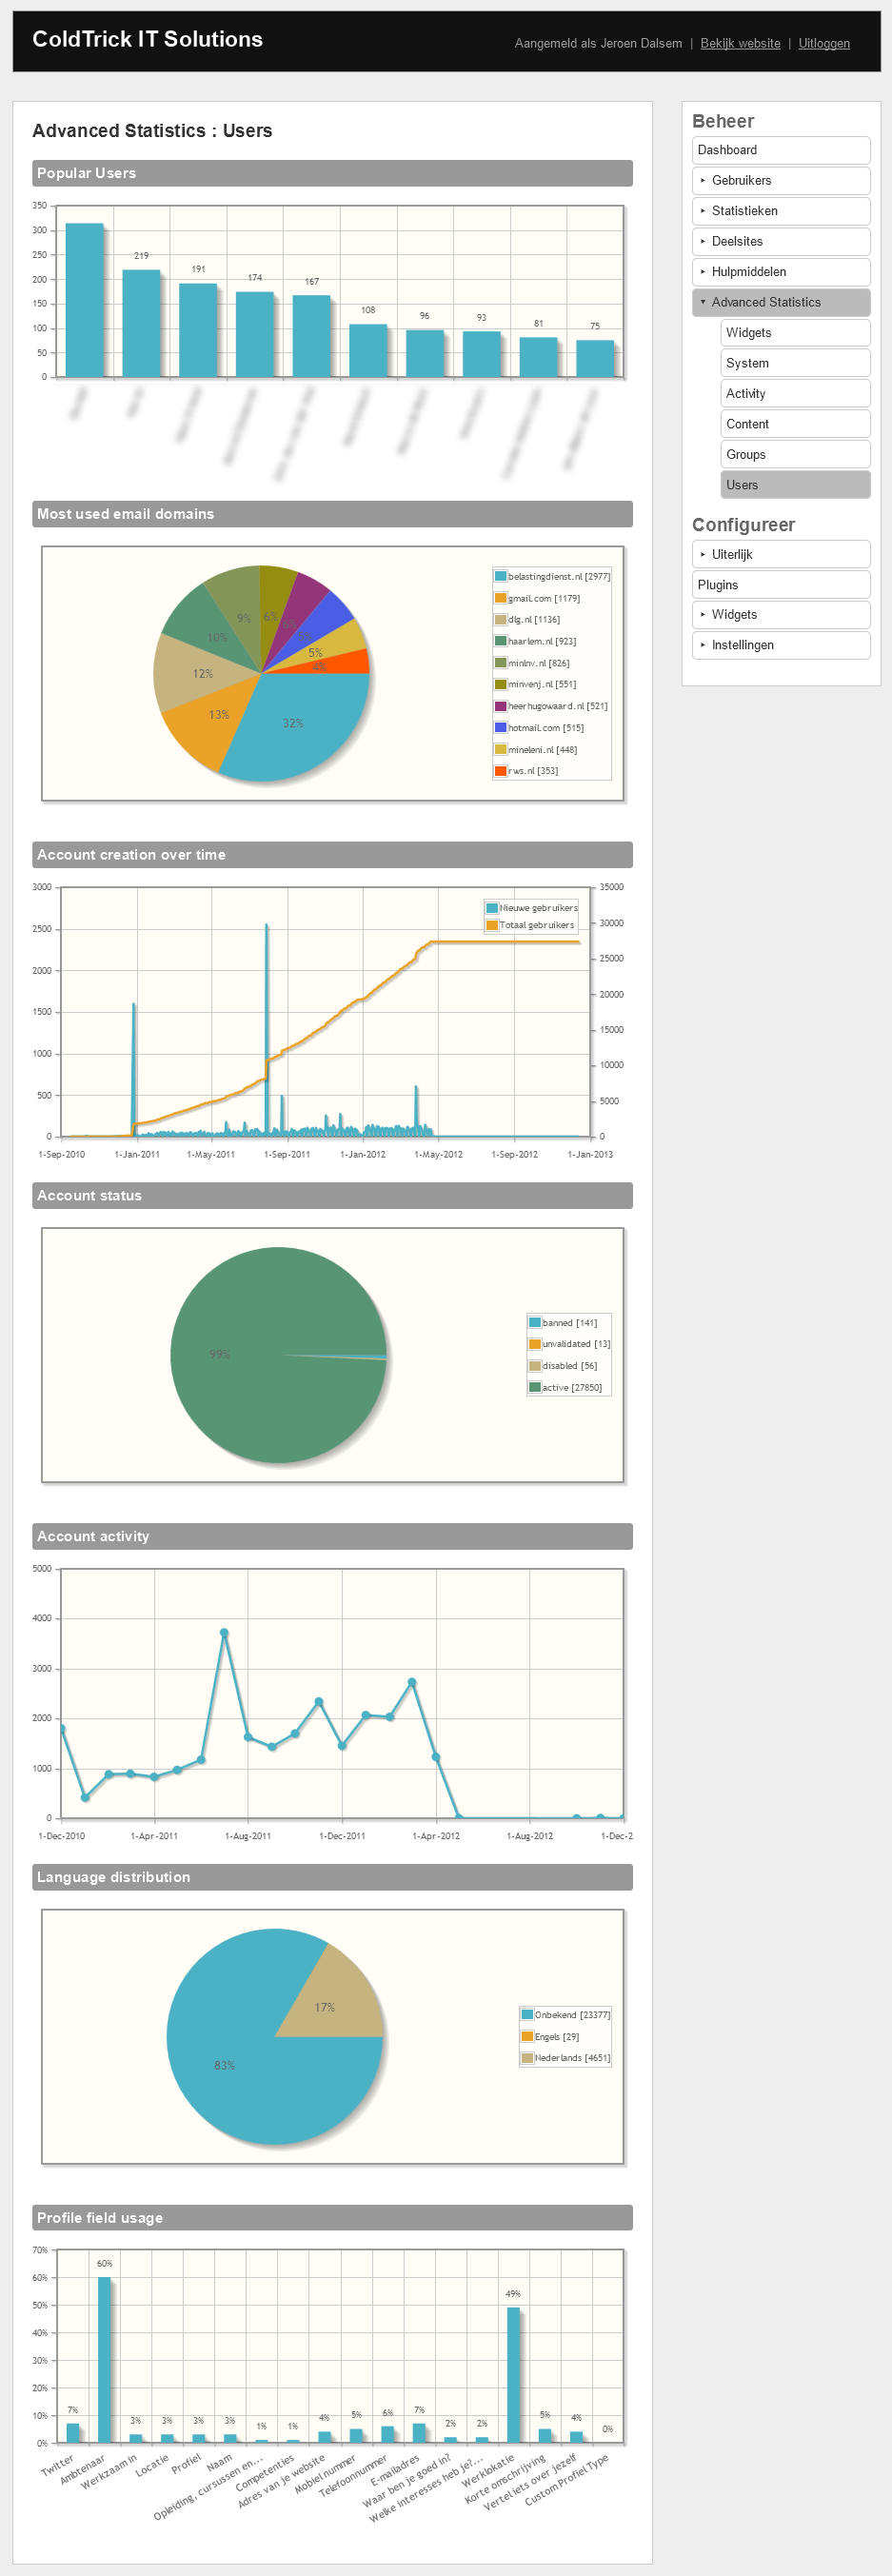 ColdTrick IT Solutions
Aangemeld als Jeroen Dalsem | Bekijk website | Uitloggen
Advanced Statistics : Users
Popular Users
350
300
250
200
150
100
50
0
219
191
174
167
108
96
93
81
75
Most used email domains
32%
13%
12%
10%
9%
6%
5%
4%
belastingdienst.nl [2977]
gmail.com [1179]
dlg.nl [1136]
haarlem.nl [923]
minlnv.nl [826]
minvenj.nl [551]
heerhugowaard.nl [521]
hotmail.com [515]
mineleni.nl [448]
rws.nl [353]
Account creation over time
3000
2500
2000
1500
1000
500
0
35000
30000
25000
20000
15000
10000
5000
0
Nieuwe gebruikers
Totaal gebruikers
1-Sep-2010
1-Jan-2011
1-May-2011
1-Sep-2011
1-Jan-2012
1-May-2012
1-Sep-2012
1-Jan-2013
Account status
99%
banned [141]
unvalidated [13]
disabled [56]
active [27850]
Account activity
5000
4000
3000
2000
1000
0
1-Dec-2010
1-Apr-2011
1-Aug-2011
1-Dec-2011
1-Apr-2012
1-Aug-2012
1-Dec-2
Language distribution
17%
83%
Onbekend [23377]
Engels [29]
Nederlands [4651]
Profile field usage
70%
60%
50%
40%
30%
20%
10%
0%
7%
60%
3%
3%
3%
3%
1%
1%
4%
5%
6%
7%
2%
2%
49%
5%
4%
0%
Twitter
Ambtenaar
Werkzaam in
Locatie
Profiel
Naam
Opleiding, cursussen en...
Competenties
Adres van je website
Mobiel nummer
Telefoonnummer
E-mailadres
Waar ben je goed in?
Welke interesses heb je?...
Werklokatie
Korte omschrijving
Vertel iets over jezelf
Custom Profiel Type
Beheer
Dashboard
Gebruikers
Statistieken
Deelsites
Hulpmiddelen
Advanced Statistics
Widgets
System
Activity
Content
Groups
Users
Configureer
Uiterlijk
Plugins
Widgets
Instellingen